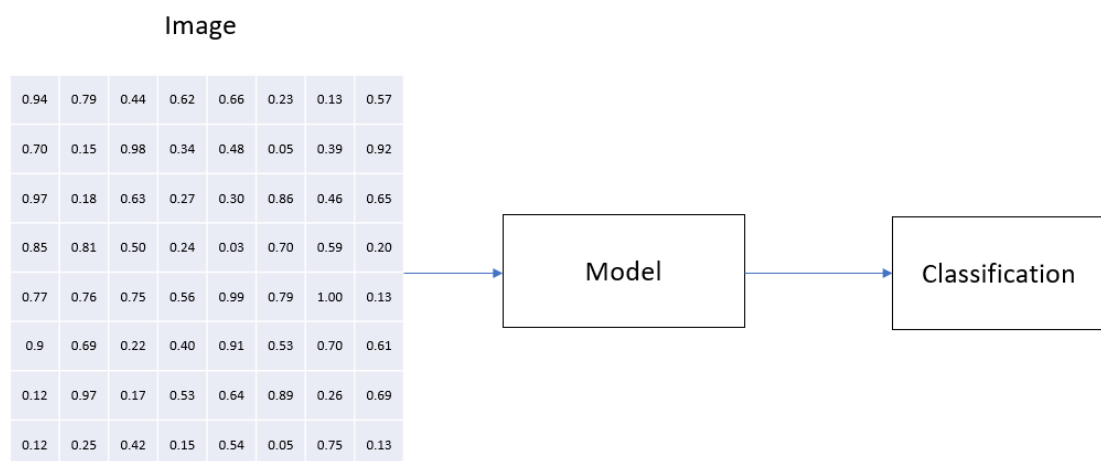 Image
0.94 0.79 0.44 0.62 0.66 0.23 0.13 0.57
0.70 0.15 0.98 0.34 0.48 0.05 0.39 0.92
0.97 0.18 0.63 0.27 0.30 0.86 0.46 0.65
0.85 0.81 0.50 0.24 0.03 0.70 0.59 0.20
0.77 0.76 0.75 0.56 0.99 0.79 1.00 0.13
0.9 0.69 0.22 0.40 0.91 0.53 0.70 0.61
0.12 0.97 0.17 0.53 0.64 0.89 0.26 0.69
0.12 0.25 0.42 0.15 0.54 0.05 0.75 0.13
Model
Classification